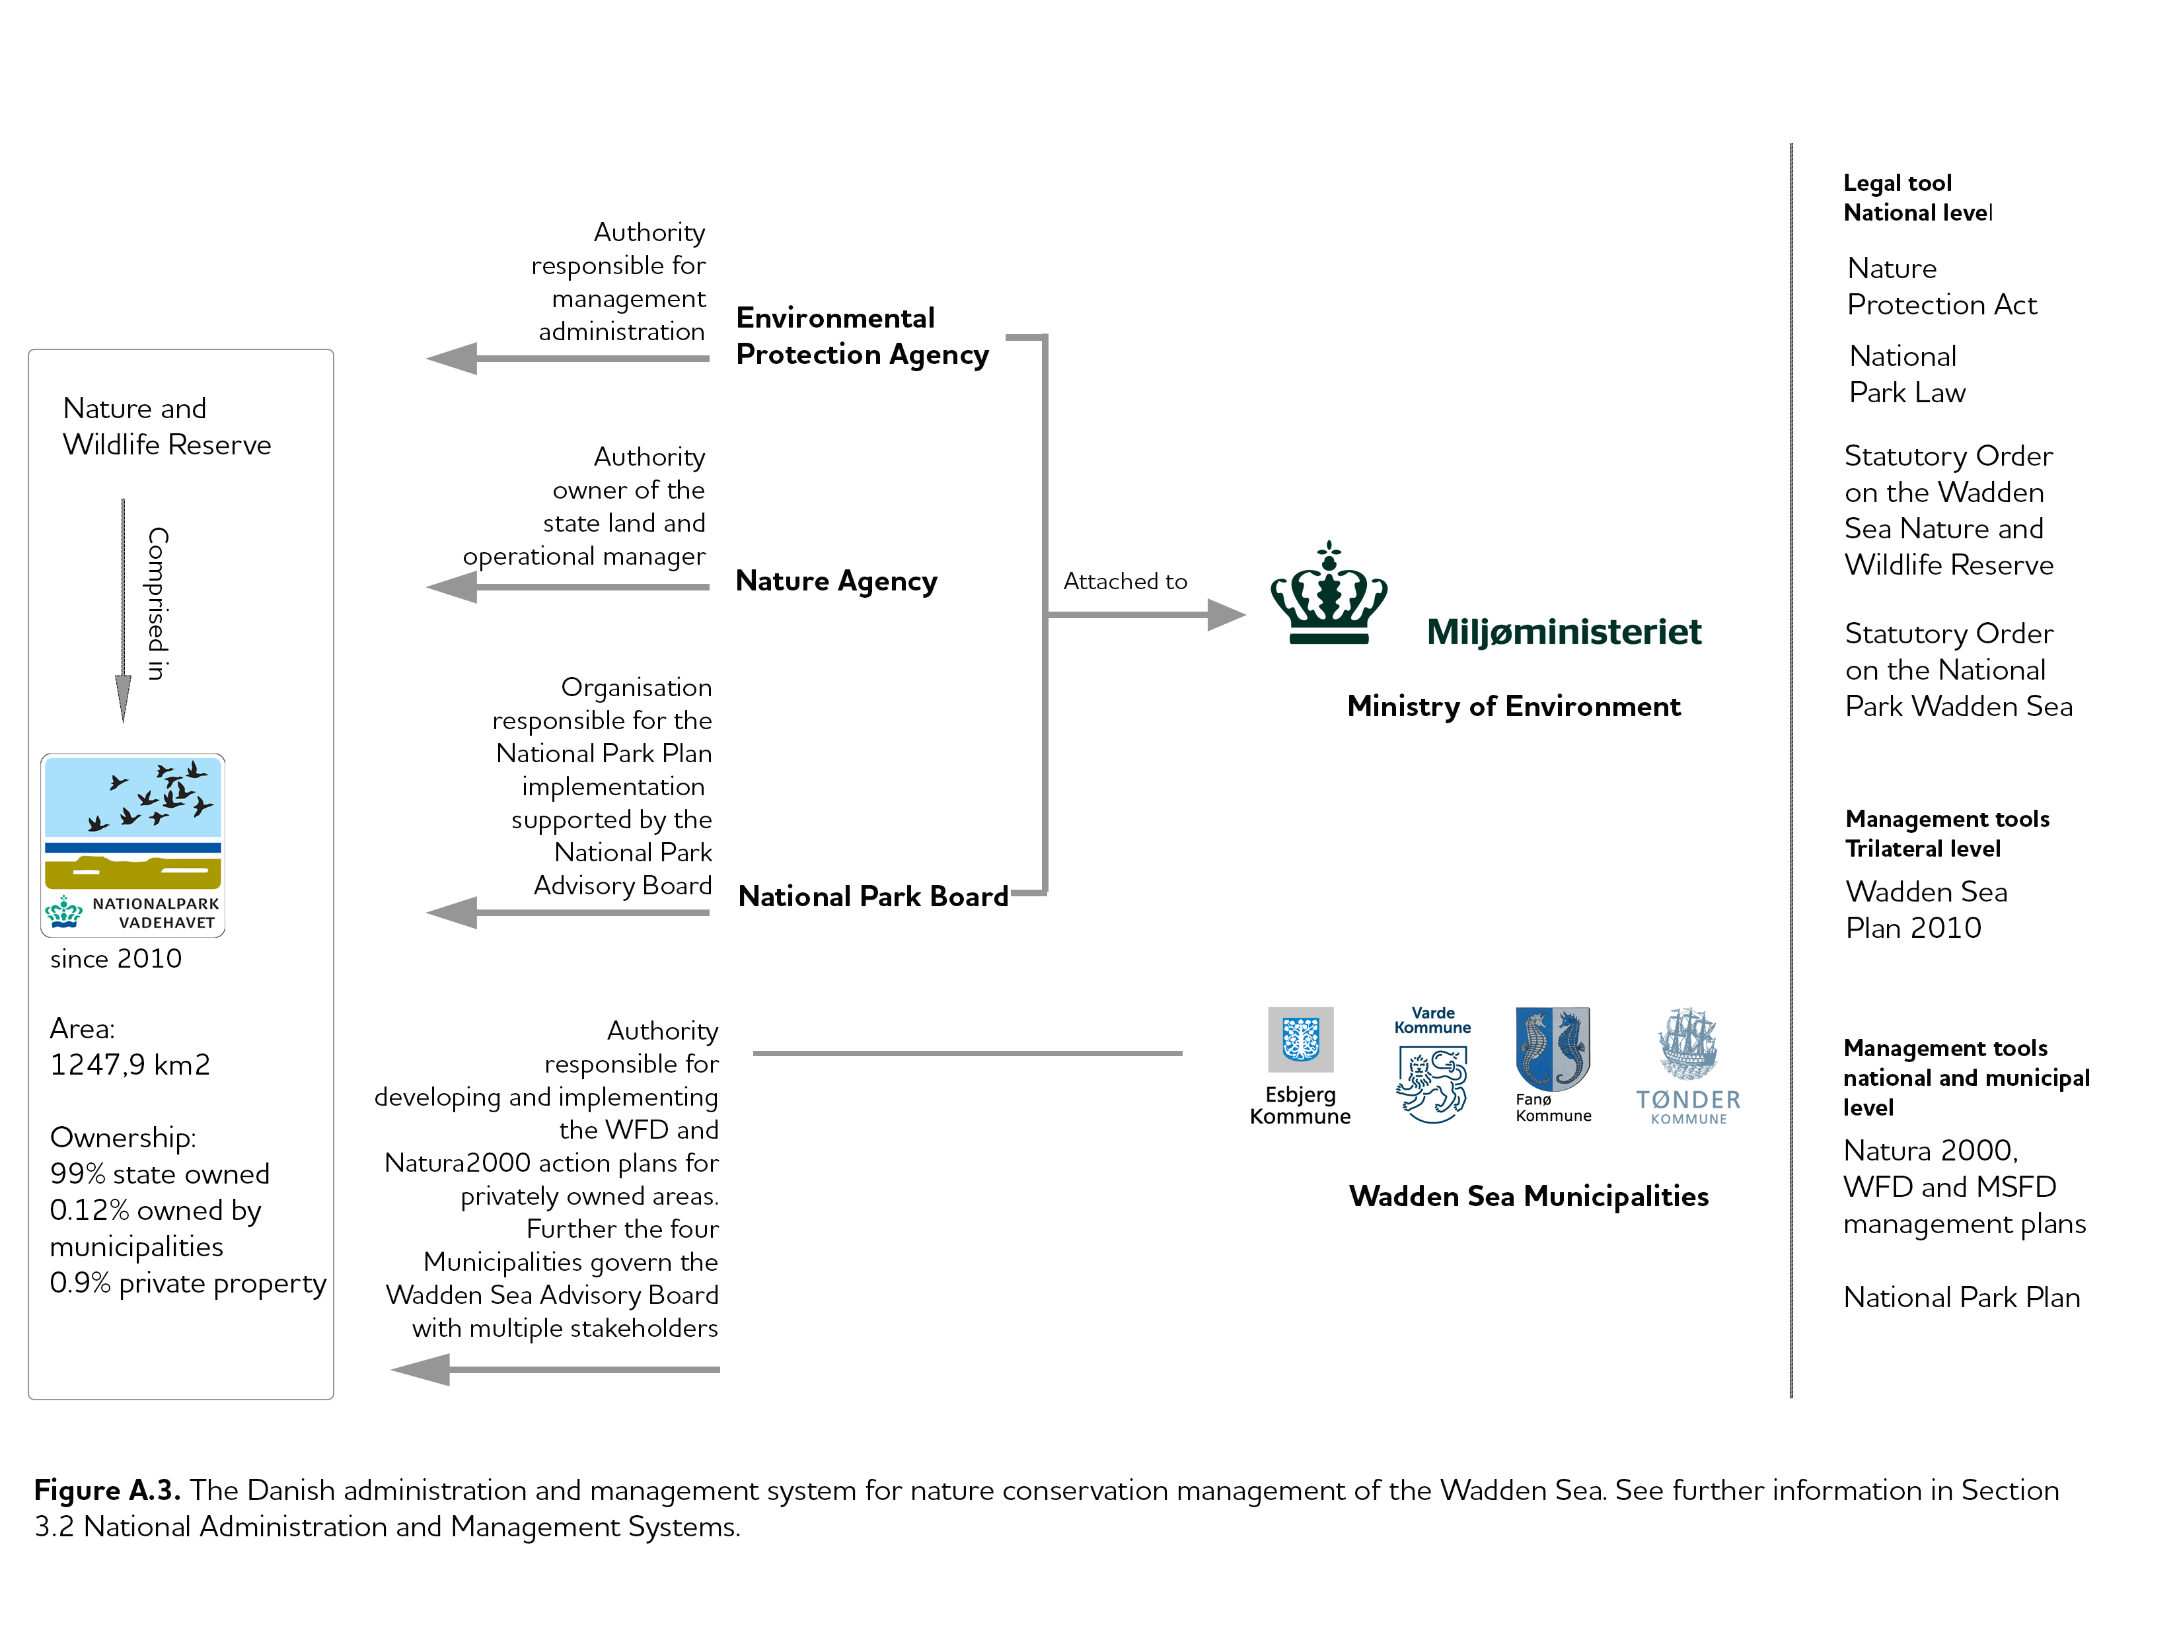 Nature and
Wildlife Reserve
Comprised in
NATIONALPARK
VADEHAVET
since 2010
Area:
1247,9 km2
Ownership:
99% state owned
0.12% owned by
municipalities
0.9% private property
Authority
responsible for
management
administration
Environmental
Protection Agency
Authority
owner of the
state land and
operational manager
Nature Agency
Organisation
responsible for the
National Park Plan
implementation
supported by the
National Park
Advisory Board
National Park Board
Attached to
Miljøministeriet
Ministry of Environment
Authority
responsible for
developing and implementing
the WFD and
Natura2000 action plans for
privately owned areas.
Further the four
Municipalities govern the
Wadden Sea Advisory Board
with multiple stakeholders
Esbjerg
Kommune
Varde
Kommune
Fanø
Kommune
TØNDER
KOMMUNE
Wadden Sea Municipalities
Legal tool
National level
Nature
Protection Act
National
Park Law
Statutory Order
on the Wadden
Sea Nature and
Wildlife Reserve
Statutory Order
on the National
Park Wadden Sea
Management tools
Trilateral level
Wadden Sea
Plan 2010
Management tools
national and municipal
level
Natura 2000,
WFD and MSFD
management plans
National Park Plan
Figure A.3. The Danish administration and management system for nature conservation management of the Wadden Sea. See further information in Section
3.2 National Administration and Management Systems.